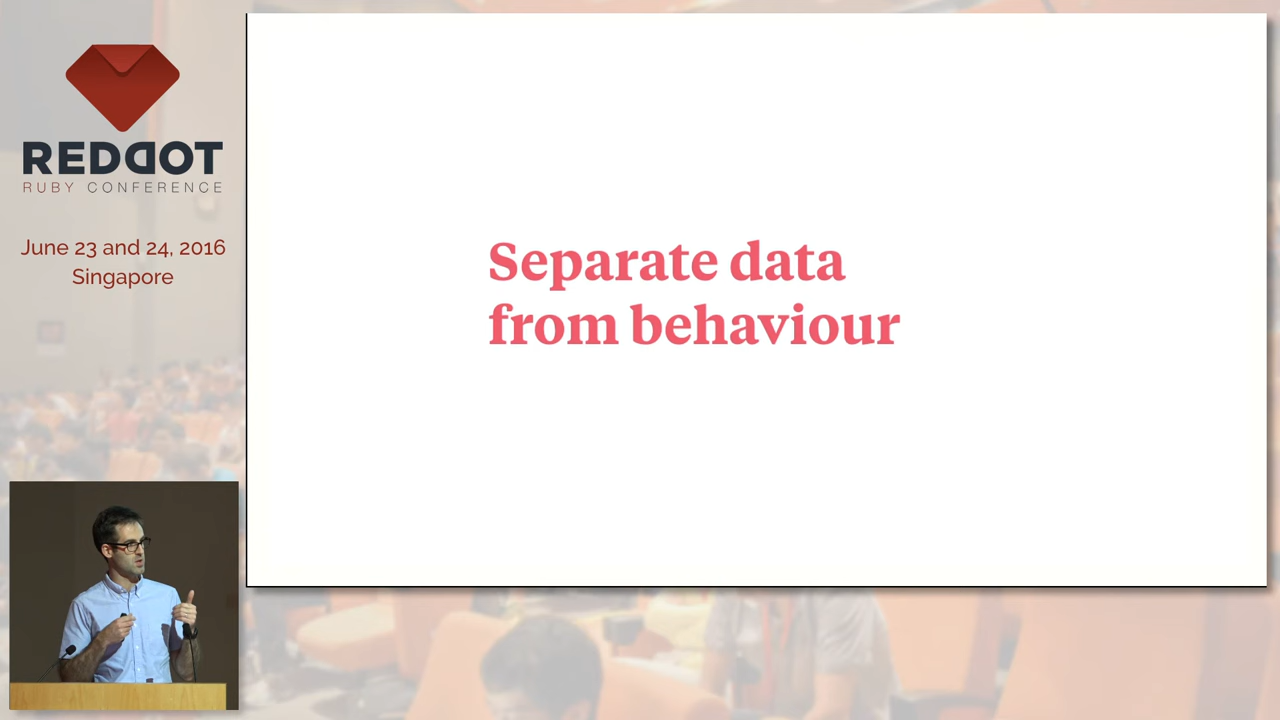 REDDOT
RUBY CONFERENCE
June 23 and 24, 2016
Singapore
Separate data
from behaviour